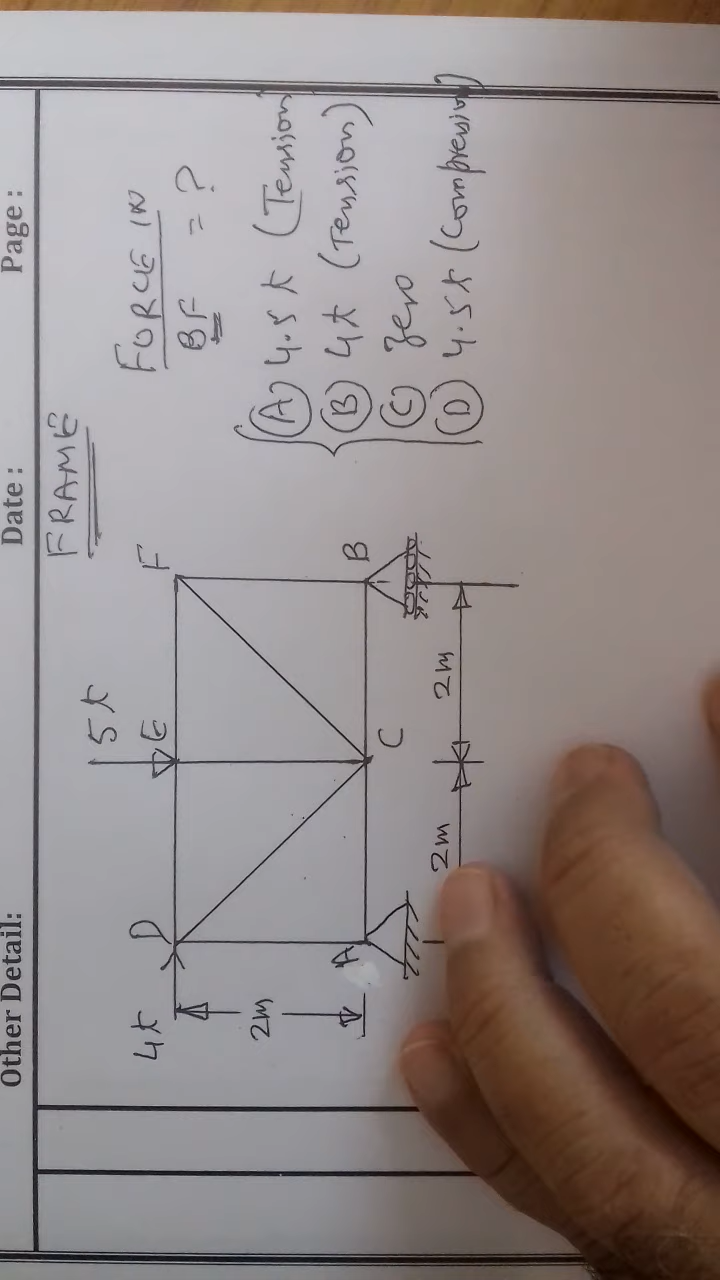 Other Detail:
Date :
Page :
FRAME
4t
5t
D
E
F
2m
A
C
B
2m
2m
FORCE IN
BF = ?
(A) 4.5t (Tension)
(B) 4t (Tension)
(C) Zero
(D) 4.5t (Compression)